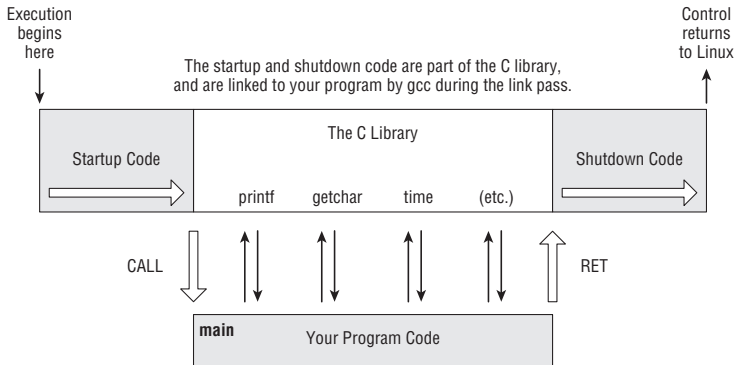 Execution
begins
here
Control
returns
to Linux
The startup and shutdown code are part of the C library,
and are linked to your program by gcc during the link pass.
The C Library
Startup Code
Shutdown Code
printf
getchar
time
(etc.)
CALL
RET
main
Your Program Code